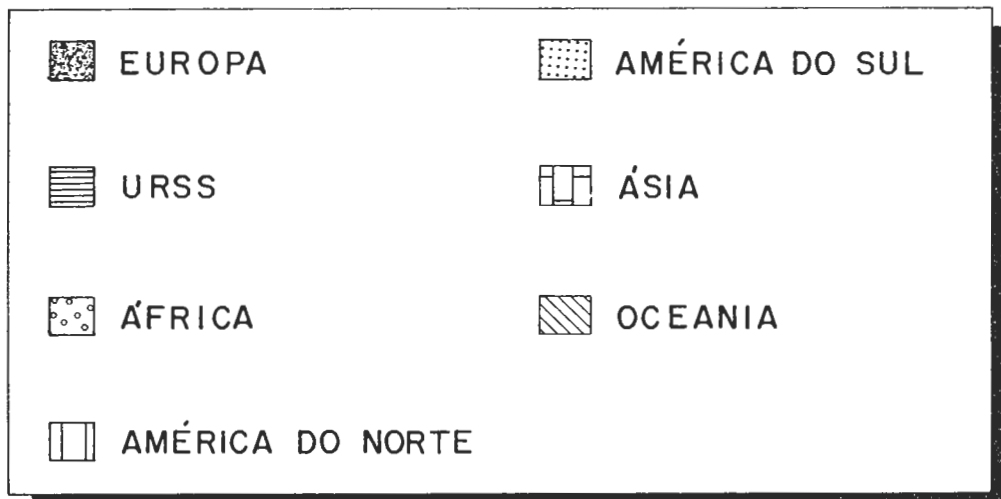 EUROPA
AMÉRICA DO SUL
URSS
ÁSIA
ÁFRICA
OCEANIA
AMÉRICA DO NORTE